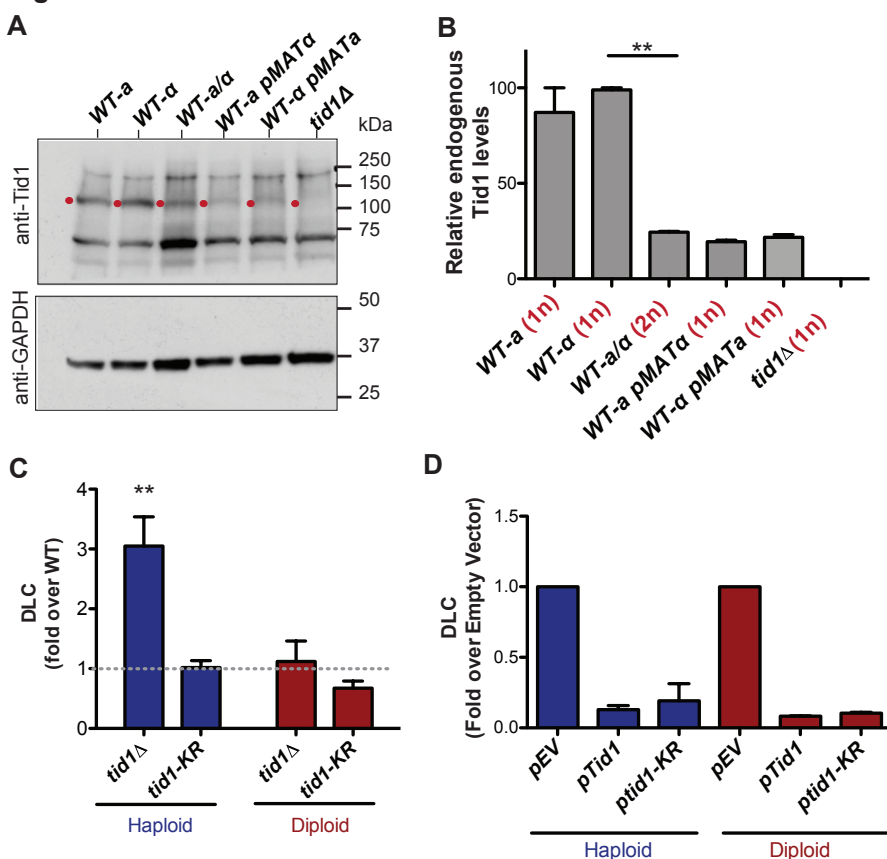 A
WT-a
WT-α
WT-a/α
WT-a pMATα
WT-α pMATa
tid1Δ
kDa
anti-Tid1
250
150
100
75
anti-GAPDH
50
37
25
B
**
Relative endogenous
Tid1 levels
100
50
0
WT-a (1n)
WT-α (1n)
WT-a/α (2n)
WT-a pMATα (1n)
WT-α pMATa (1n)
tid1Δ (1n)
C
DLC
(fold over WT)
4
3
2
1
0
**
tid1Δ
tid1-KR
tid1Δ
tid1-KR
Haploid
Diploid
D
DLC
(Fold over Empty Vector)
1.5
1.0
0.5
0.0
pEV
pTid1
ptid1-KR
pEV
pTid1
ptid1-KR
Haploid
Diploid